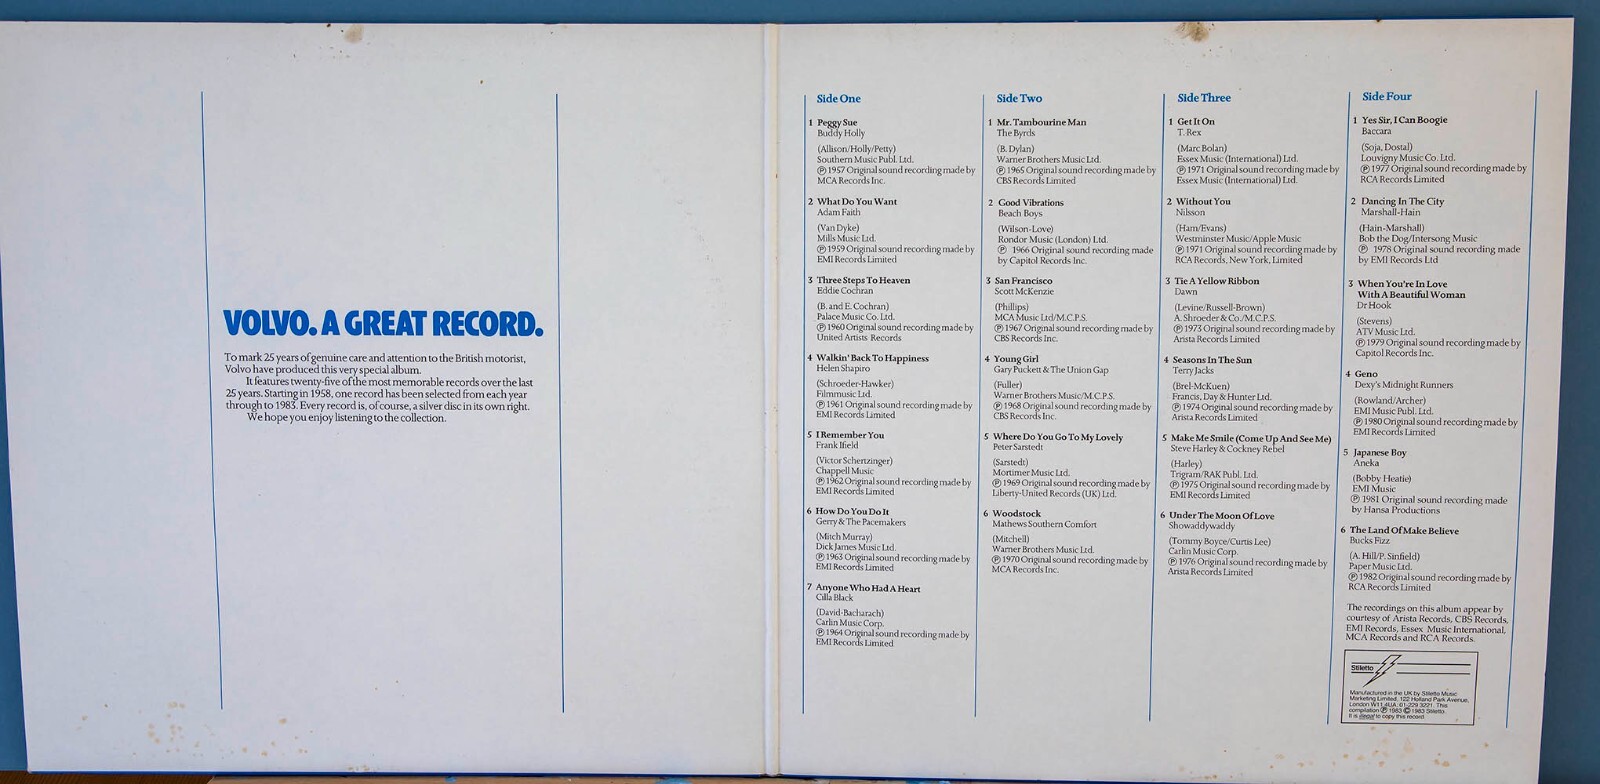 VOLVO. A GREAT RECORD.
To mark 25 years of genuine care and attention to the British motorist,
Volvo have produced this very special album.
It features twenty-five of the most memorable records over the last
25 years. Starting in 1958, one record has been selected from each year
through to 1983. Every record is, of course, a silver disc in its own right.
We hope you enjoy listening to the collection.
Side One
1 Peggy Sue
Buddy Holly
(Allison/Holly/Petty)
Southern Music Publ. Ltd.
Ⓟ 1957 Original sound recording made by
MCA Records Inc.
2 What Do You Want
Adam Faith
(Van Dyke)
Mills Music Ltd.
Ⓟ 1959 Original sound recording made by
EMI Records Limited
3 Three Steps To Heaven
Eddie Cochran
(B. and E. Cochran)
Palace Music Co. Ltd.
Ⓟ 1960 Original sound recording made by
United Artists Records
4 Walkin' Back To Happiness
Helen Shapiro
(Schroeder-Hawker)
Filmmusic Ltd.
Ⓟ 1961 Original sound recording made by
EMI Records Limited
5 I Remember You
Frank Ifield
(Victor Schertzinger)
Chappell Music
Ⓟ 1962 Original sound recording made by
EMI Records Limited
6 How Do You Do It
Gerry & The Pacemakers
(Mitch Murray)
Dick James Music Ltd.
Ⓟ 1963 Original sound recording made by
EMI Records Limited
7 Anyone Who Had A Heart
Cilla Black
(David-Bacharach)
Carlin Music Corp.
Ⓟ 1964 Original sound recording made by
EMI Records Limited
Side Two
1 Mr. Tambourine Man
The Byrds
(B. Dylan)
Warner Brothers Music Ltd.
Ⓟ 1965 Original sound recording made by
CBS Records Limited
2 Good Vibrations
Beach Boys
(Wilson-Love)
Rondor Music (London) Ltd.
Ⓟ 1966 Original sound recording made
by Capitol Records Inc.
3 San Francisco
Scott McKenzie
(Phillips)
MCA Music Ltd/M.C.P.S.
Ⓟ 1967 Original sound recording made by
CBS Records Inc.
4 Young Girl
Gary Puckett & The Union Gap
(Fuller)
Warner Brothers Music/M.C.P.S.
Ⓟ 1968 Original sound recording made by
CBS Records Inc.
5 Where Do You Go To My Lovely
Peter Sarstedt
(Sarstedt)
Mortimer Music Ltd.
Ⓟ 1969 Original sound recording made by
Liberty-United Records (UK) Ltd.
6 Woodstock
Mathews Southern Comfort
(Mitchell)
Warner Brothers Music Ltd.
Ⓟ 1970 Original sound recording made by
MCA Records Inc.
Side Three
1 Get It On
T. Rex
(Marc Bolan)
Essex Music (International) Ltd.
Ⓟ 1971 Original sound recording made by
Essex Music (International) Ltd.
2 Without You
Nilsson
(Ham/Evans)
Westminster Music/Apple Music
Ⓟ 1971 Original sound recording made by
RCA Records, New York, Limited
3 Tie A Yellow Ribbon
Dawn
(Levine/Russell-Brown)
A. Shroeder & Co./M.C.P.S.
Ⓟ 1973 Original sound recording made by
Arista Records Limited
4 Seasons In The Sun
Terry Jacks
(Brel-McKuen)
Francis, Day & Hunter Ltd.
Ⓟ 1974 Original sound recording made by
Arista Records Limited
5 Make Me Smile (Come Up And See Me)
Steve Harley & Cockney Rebel
(Harley)
Trigram/RAK Publ. Ltd.
Ⓟ 1975 Original sound recording made by
EMI Records Limited
6 Under The Moon Of Love
Showaddywaddy
(Tommy Boyce/Curtis Lee)
Carlin Music Corp.
Ⓟ 1976 Original sound recording made by
Arista Records Limited
Side Four
1 Yes Sir, I Can Boogie
Baccara
(Soja, Dostal)
Louvigny Music Co. Ltd.
Ⓟ 1977 Original sound recording made by
RCA Records Limited
2 Dancing In The City
Marshall-Hain
(Hain-Marshall)
Bob the Dog/Intersong Music
Ⓟ 1978 Original sound recording made
by EMI Records Ltd
3 When You're In Love
With A Beautiful Woman
Dr Hook
(Stevens)
ATV Music Ltd.
Ⓟ 1979 Original sound recording made by
Capitol Records Inc.
4 Geno
Dexy's Midnight Runners
(Rowland/Archer)
EMI Music Publ. Ltd.
Ⓟ 1980 Original sound recording made by
EMI Records Limited
5 Japanese Boy
Aneka
(Bobby Heatie)
EMI Music
Ⓟ 1981 Original sound recording made
by Hansa Productions
6 The Land Of Make Believe
Bucks Fizz
(A. Hill/P. Sinfield)
Paper Music Ltd.
Ⓟ 1982 Original sound recording made by
RCA Records Limited
The recordings on this album appear by
courtesy of Arista Records, CBS Records,
EMI Records, Essex Music International,
MCA Records and RCA Records.
Stiletto
Manufactured in the UK by Stiletto Music
Marketing Limited, 122 Holland Park Avenue,
London W11 4UA. 01-229 3221. This
compilation Ⓟ 1983 © 1983 Stiletto.
It is illegal to copy this record.